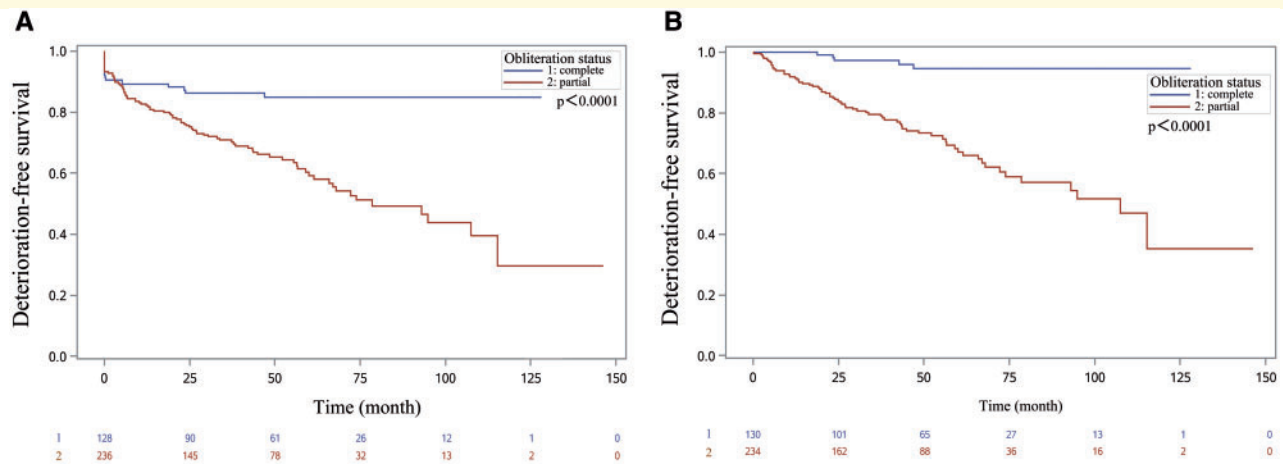 A
Deterioration-free survival
1.0
0.8
0.6
0.4
0.2
0.0
Obliteration status
1: complete
2: partial
p<0.0001
0 25 50 75 100 125 150
Time (month)
1 128 90 61 26 12 1 0
2 236 145 78 32 13 2 0
B
Deterioration-free survival
1.0
0.8
0.6
0.4
0.2
0.0
Obliteration status
1: complete
2: partial
p<0.0001
0 25 50 75 100 125 150
Time (month)
1 130 101 65 27 13 1 0
2 234 162 88 36 16 2 0